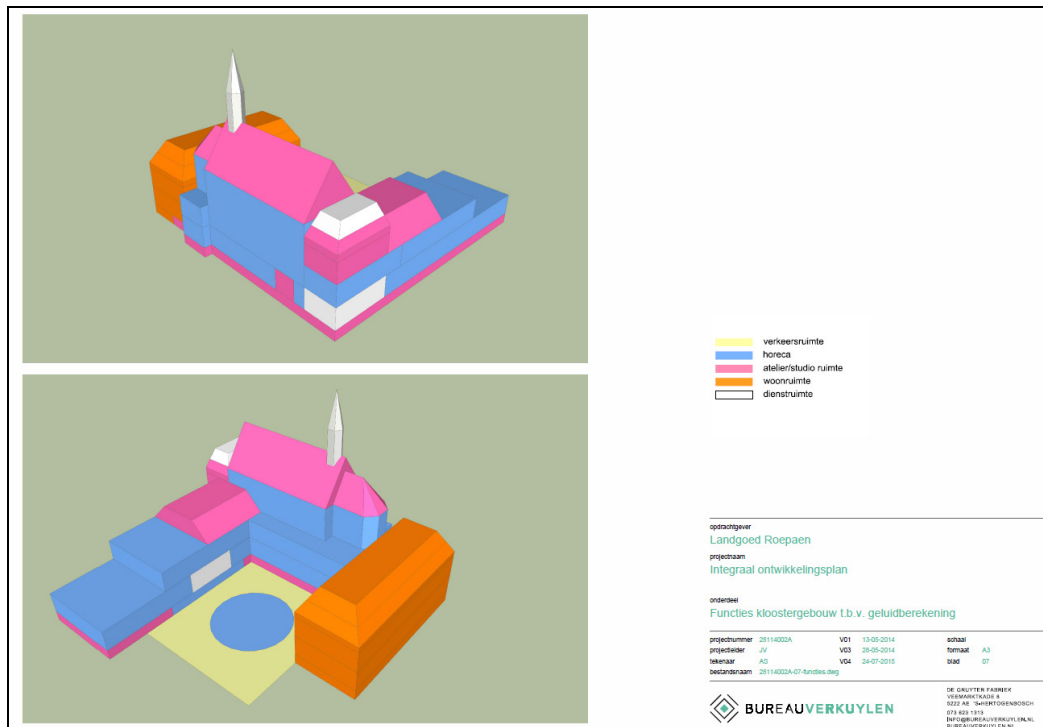 verkeersruimte
horeca
atelier/studio ruimte
woonruimte
dienstruimte
opdrachtgever
Landgoed Roepaen
projectnaam
Integraal ontwikkelingsplan
onderdeel
Functies kloostergebouw t.b.v. geluidberekening
projectnummer 28114002A V01 13-05-2014 schaal
projectleider JV V03 28-05-2014 formaat A3
tekenaar AS V04 24-07-2015 blad 07
bestandsnaam 28114002A-07-functies.dwg
BUREAUVERKUYLEN
DE GRUYTER FABRIEK
VEEMARKTKADE 8
5222 AE 'S-HERTOGENBOSCH
073 623 1313
INFO@BUREAUVERKUYLEN.NL
BUREAUVERKUYLEN.NL